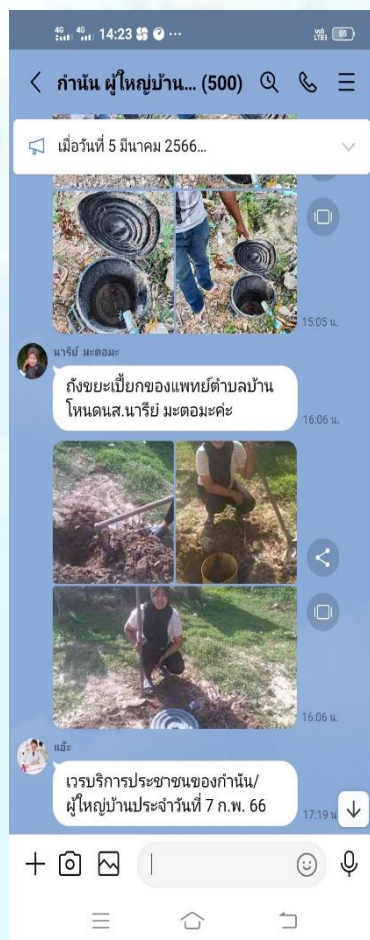 4G 4G 14:23
VoLTE 55
กำนัน ผู้ใหญ่บ้าน... (500)
เมื่อวันที่ 5 มีนาคม 2566...
15:05 น.
นารีย์ มะตอมะ
ถังขยะเปี้ยกของแพทย์ตำบลบ้าน
โหนดนส.นารีย่ มะตอมะค่ะ
16:06 น.
16:06 น.
แอ๊ะ
เวรบริการประชาชนของกำนัน/
ผู้ใหญ่บ้านประจำวันที่ 7 ก.พ. 66
17:19 น